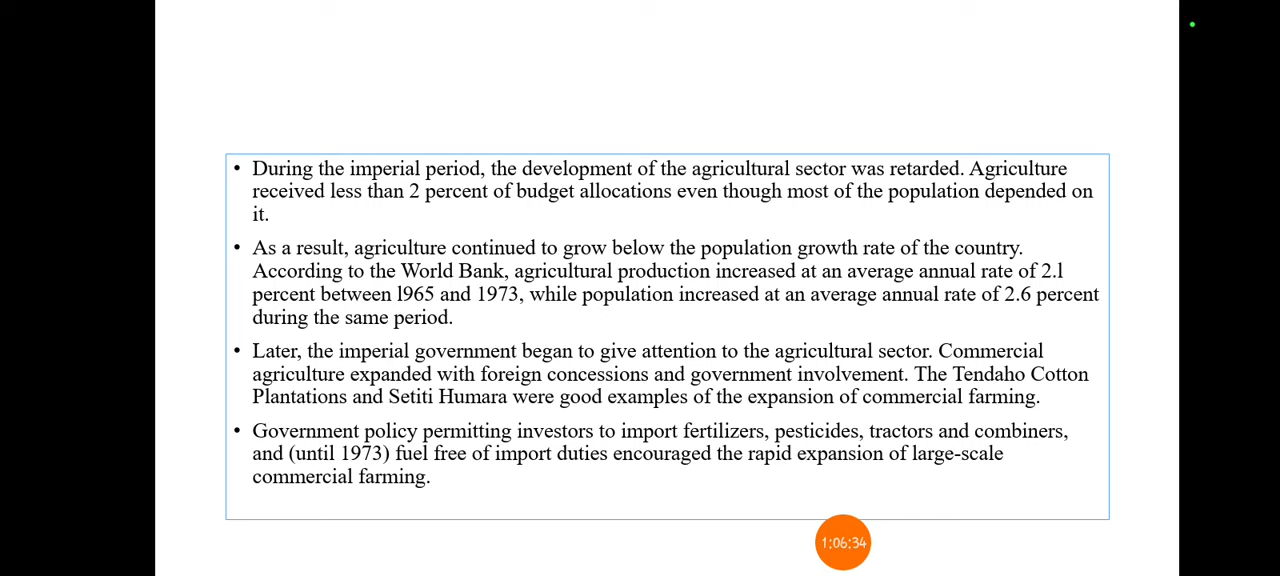 • During the imperial period, the development of the agricultural sector was retarded. Agriculture
received less than 2 percent of budget allocations even though most of the population depended on
it.
• As a result, agriculture continued to grow below the population growth rate of the country.
According to the World Bank, agricultural production increased at an average annual rate of 2.l
percent between l965 and 1973, while population increased at an average annual rate of 2.6 percent
during the same period.
• Later, the imperial government began to give attention to the agricultural sector. Commercial
agriculture expanded with foreign concessions and government involvement. The Tendaho Cotton
Plantations and Setiti Humara were good examples of the expansion of commercial farming.
• Government policy permitting investors to import fertilizers, pesticides, tractors and combiners,
and (until 1973) fuel free of import duties encouraged the rapid expansion of large-scale
commercial farming.
1:06:34